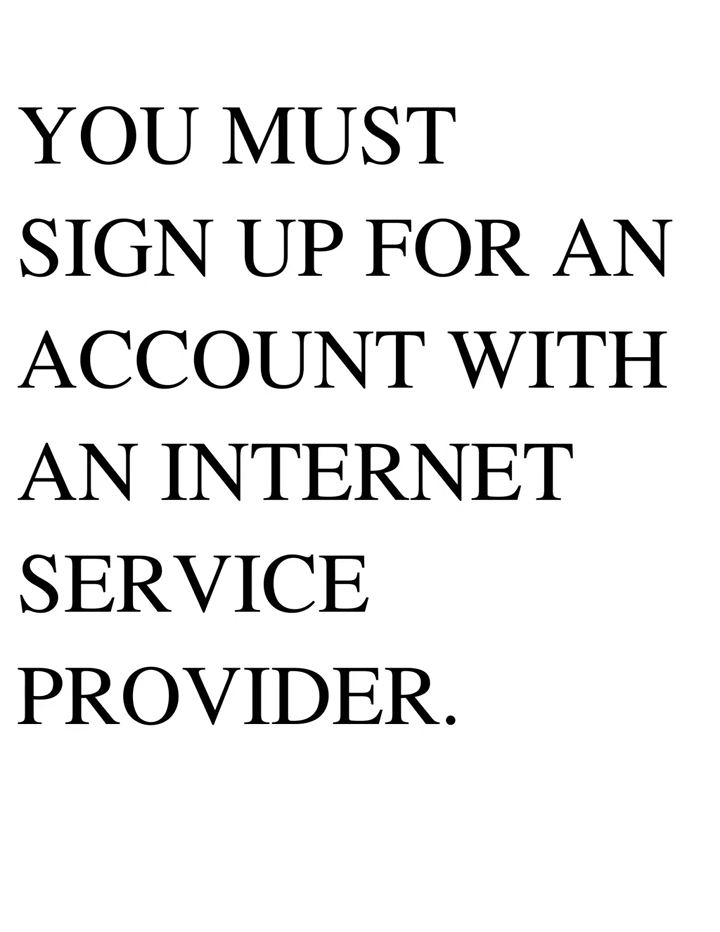 YOU MUST
SIGN UP FOR AN
ACCOUNT WITH
AN INTERNET
SERVICE
PROVIDER.